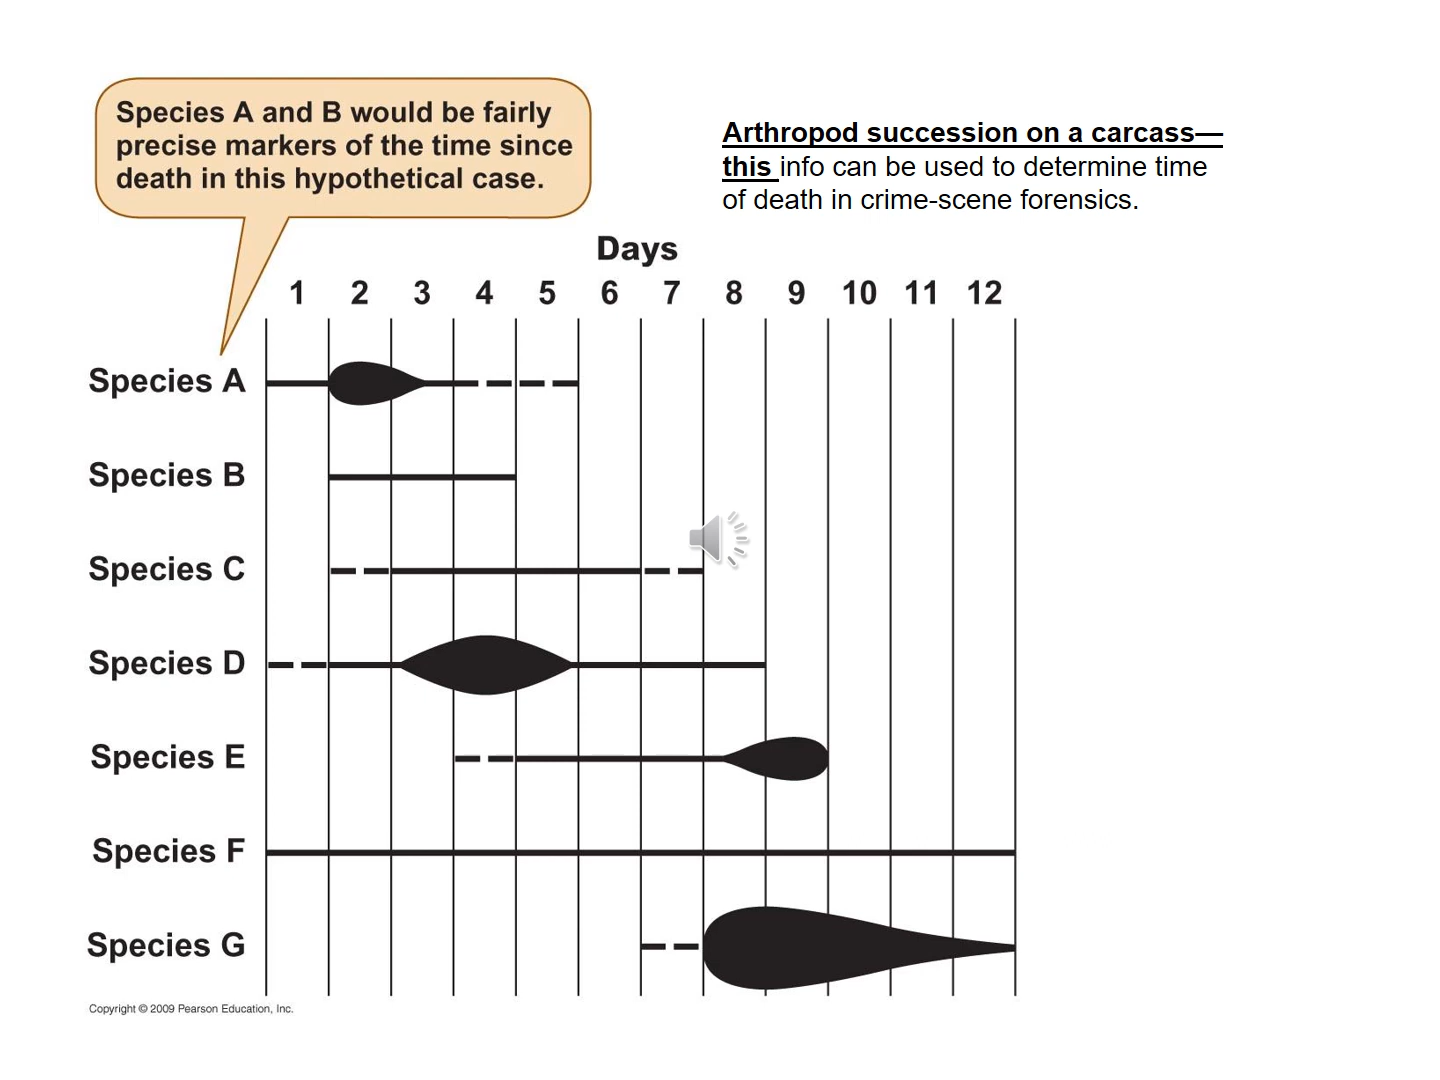 Species A and B would be fairly
precise markers of the time since
death in this hypothetical case.
Arthropod succession on a carcass—
this info can be used to determine time
of death in crime-scene forensics.
Days
1 2 3 4 5 6 7 8 9 10 11 12
Species A
Species B
Species C
Species D
Species E
Species F
Species G
Copyright © 2009 Pearson Education, Inc.